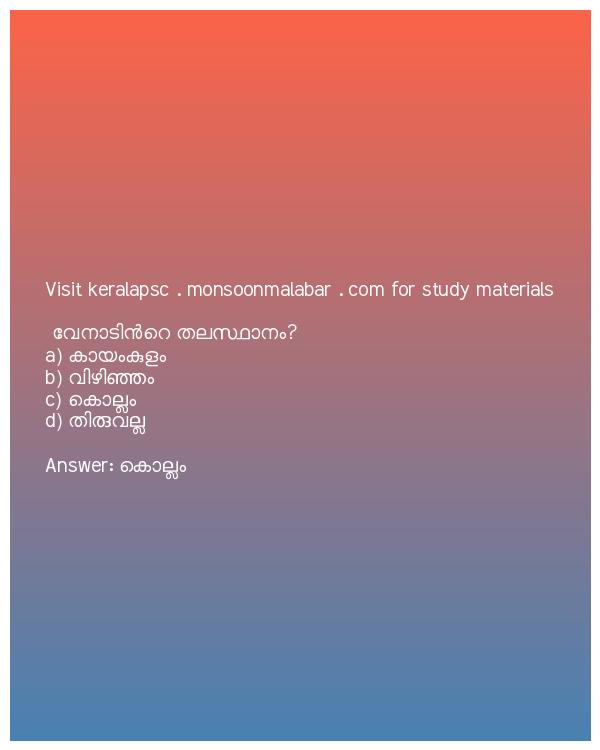 Visit keralapsc . monsoonmalabar . com for study materials
വേനാടിൻറെ തലസ്ഥാനം?
a) കായംകുളം
b) വിഴിഞ്ഞം
c) കൊല്ലം
d) തിരുവല്ല
Answer: കൊല്ലം